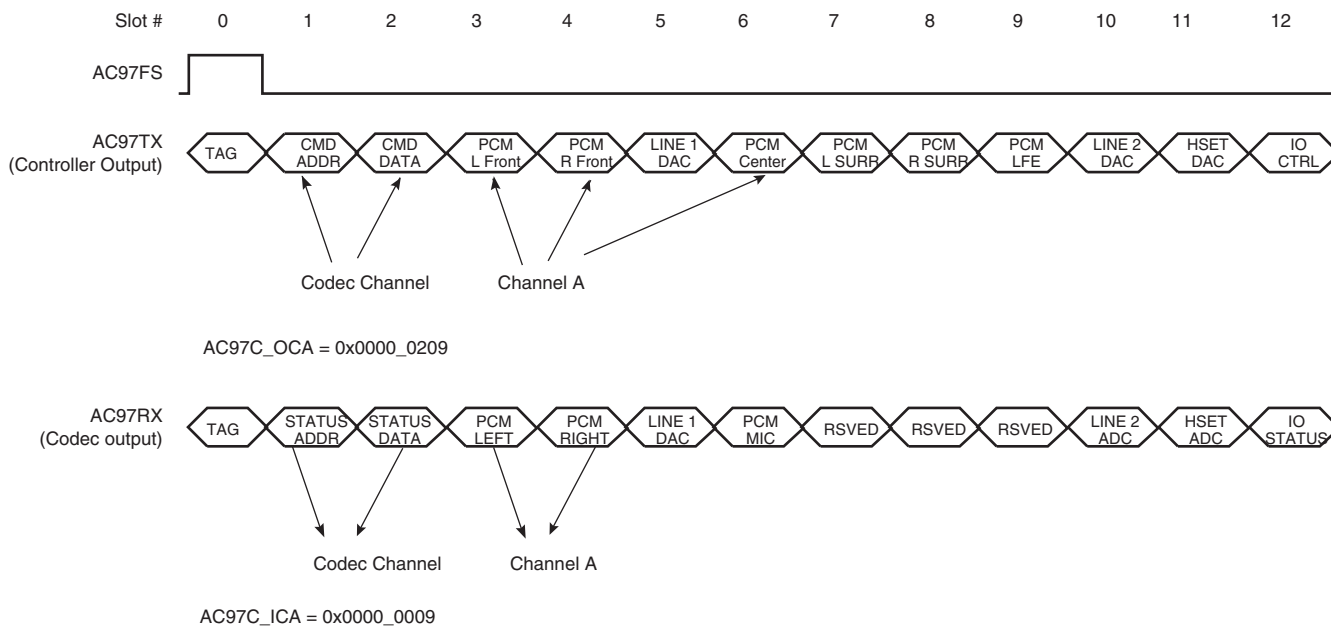 Slot # 0 1 2 3 4 5 6 7 8 9 10 11 12
AC97FS
AC97TX
(Controller Output)
TAG
CMD
ADDR
CMD
DATA
PCM
L Front
PCM
R Front
LINE 1
DAC
PCM
Center
PCM
L SURR
PCM
R SURR
PCM
LFE
LINE 2
DAC
HSET
DAC
IO
CTRL
Codec Channel
Channel A
AC97C_OCA = 0x0000_0209
AC97RX
(Codec output)
TAG
STATUS
ADDR
STATUS
DATA
PCM
LEFT
PCM
RIGHT
LINE 1
DAC
PCM
MIC
RSVED
RSVED
RSVED
LINE 2
ADC
HSET
ADC
IO
STATUS
Codec Channel
Channel A
AC97C_ICA = 0x0000_0009